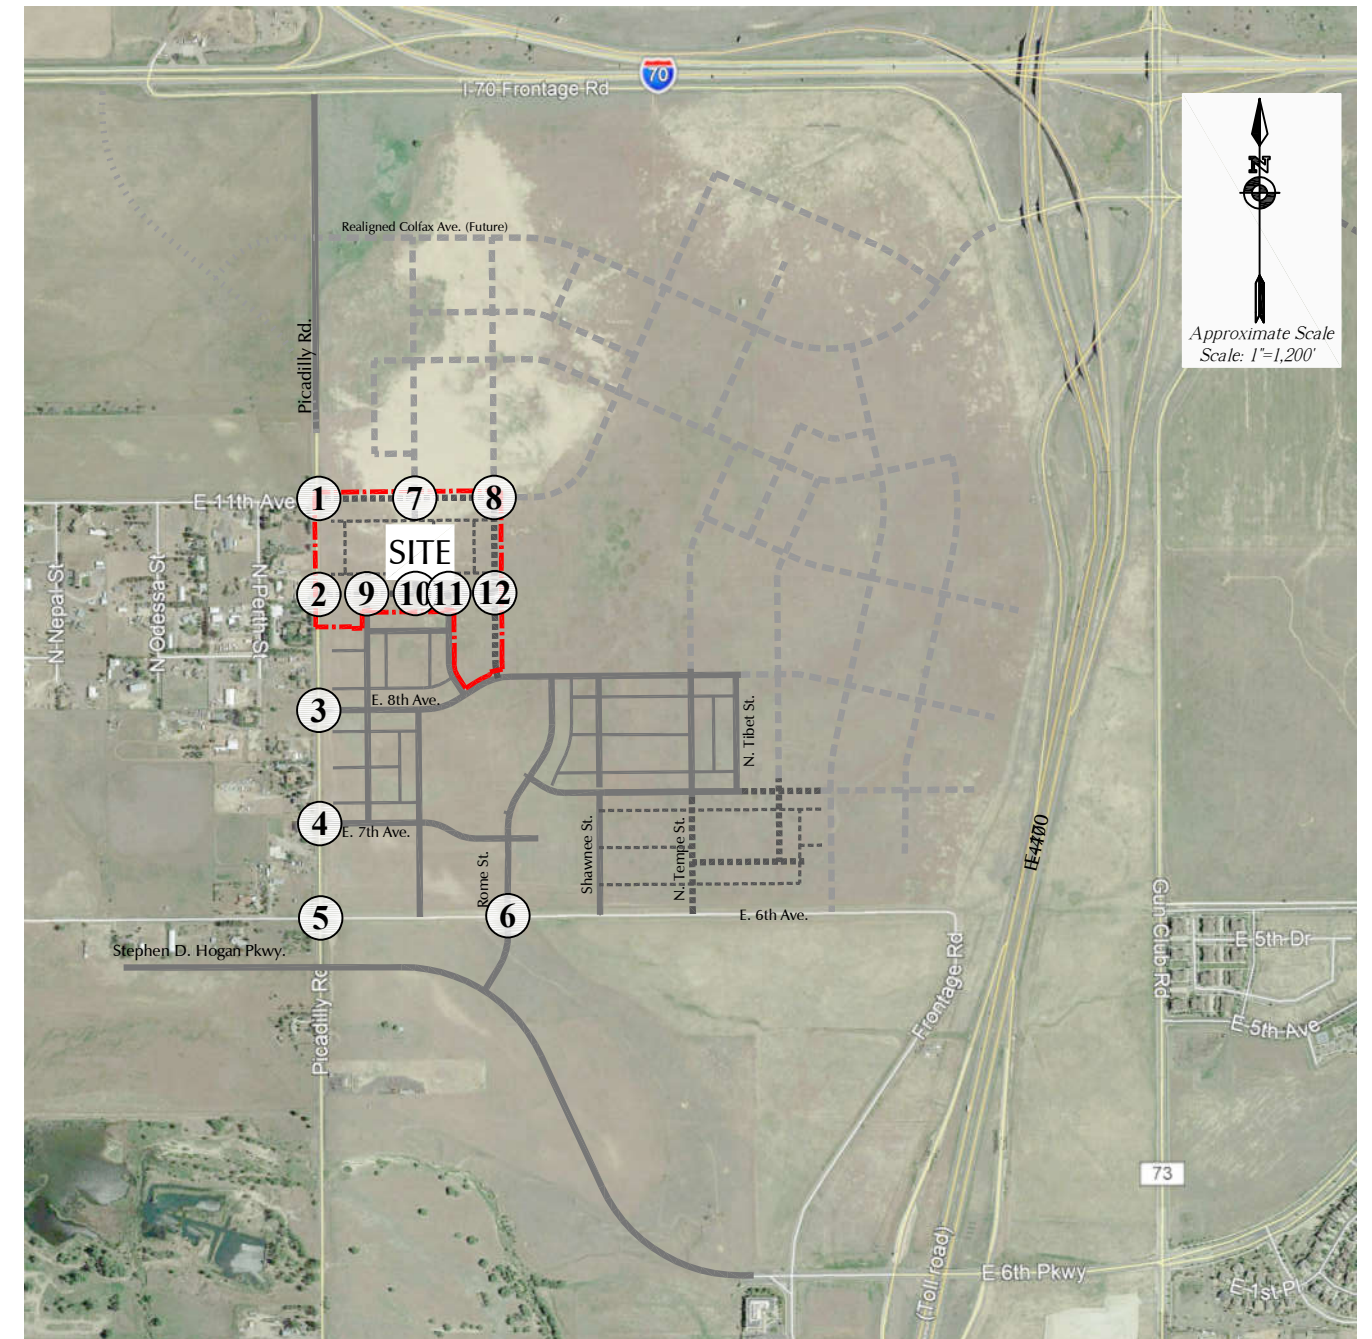 I-70 Frontage Rd
70
N
Approximate Scale
Scale: 1"=1,200'
Realigned Colfax Ave. (Future)
Picadilly Rd.
E 11th Ave
1
7
8
SITE
N Nepal St
N Odessa St
N Perth St
2
9
10
11
12
E. 8th Ave.
3
N. Tibet St.
4
E. 7th Ave.
Rome St.
Shawnee St.
N. Tempe St.
E-470
Gun Club Rd
5
6
E. 6th Ave.
Stephen D. Hogan Pkwy.
Picadilly Rd
Frontage Rd
E 5th Dr
E 5th Ave
73
(Toll road)
E 6th Pkwy
E 1st Pl